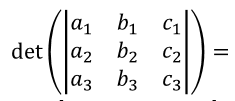 det(|a₁ b₁ c₁|
|a₂ b₂ c₂|
|a₃ b₃ c₃|) =